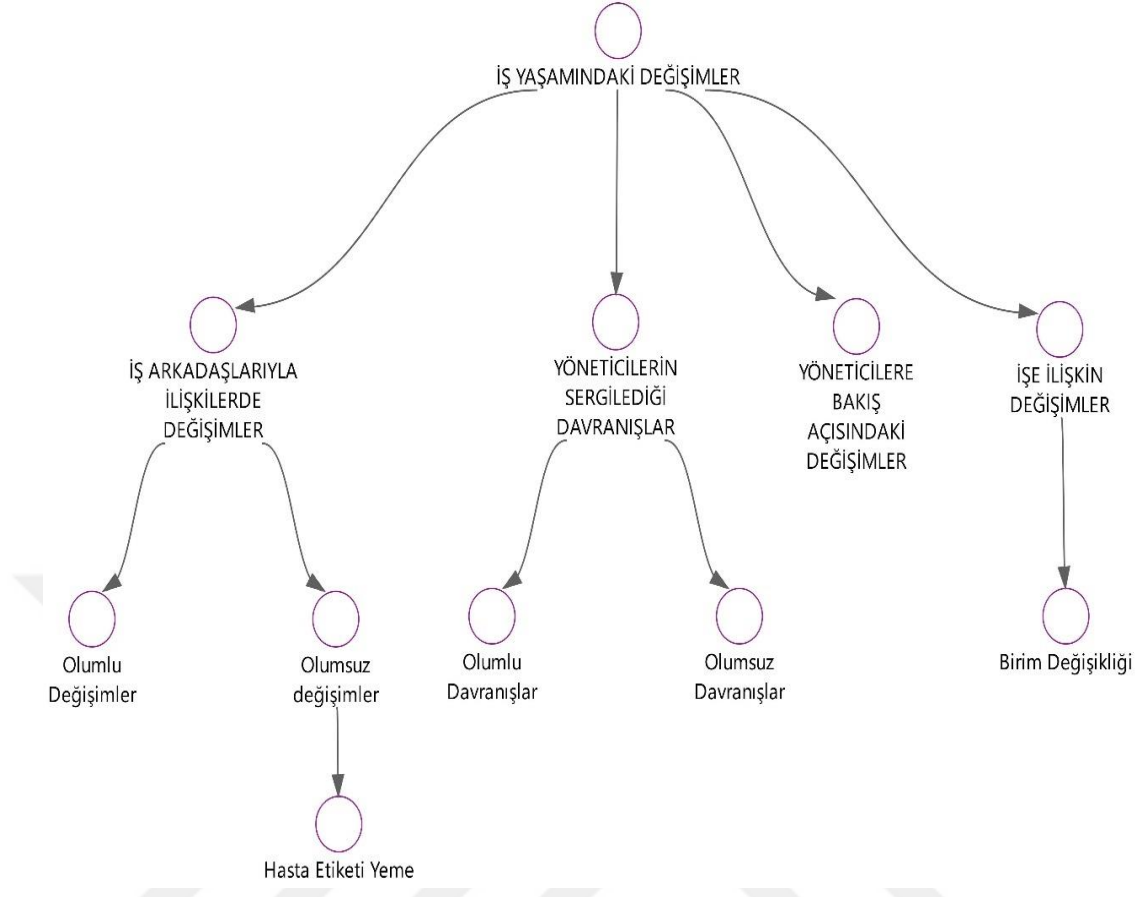 İŞ YAŞAMINDAKİ DEĞİŞİMLER
İŞ ARKADAŞLARIYLA
İLİŞKİLERDE
DEĞİŞİMLER
YÖNETİCİLERİN
SERGİLEDİĞİ
DAVRANIŞLAR
YÖNETİCİLERE
BAKIŞ
AÇISINDAKİ
DEĞİŞİMLER
İŞE İLİŞKİN
DEĞİŞİMLER
Olumlu
Değişimler
Olumsuz
değişimler
Olumlu
Davranışlar
Olumsuz
Davranışlar
Birim Değişikliği
Hasta Etiketi Yeme